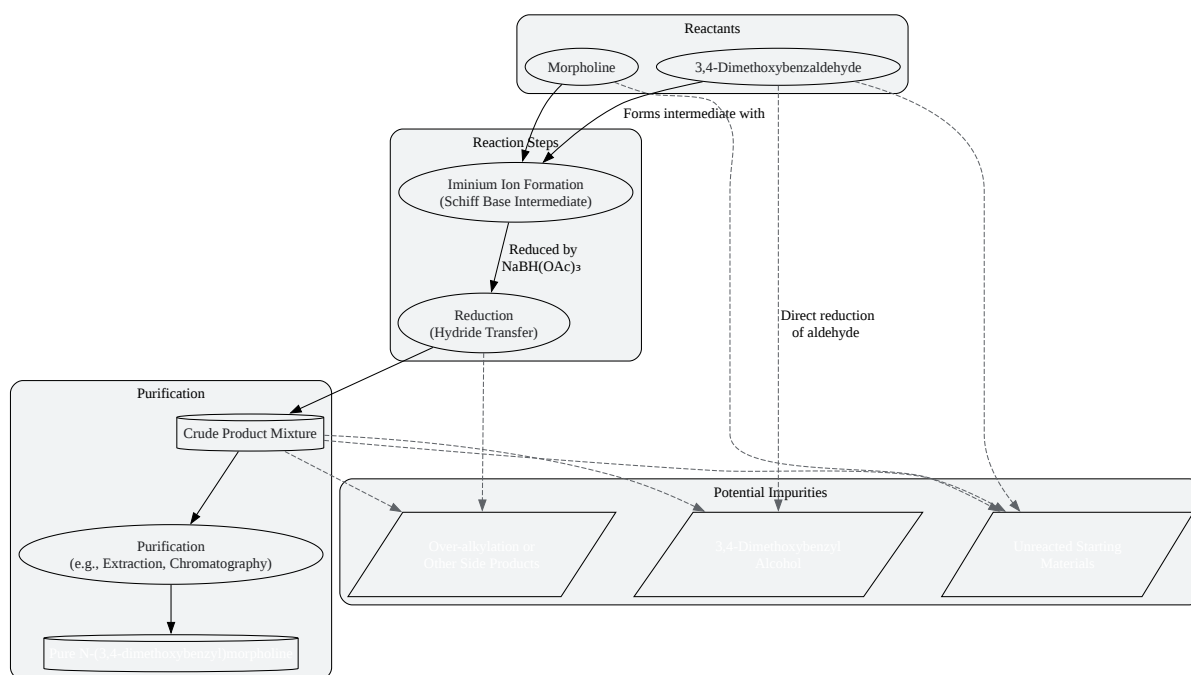 Reactants
Morpholine
3,4-Dimethoxybenzaldehyde
Forms intermediate with
Reaction Steps
Iminium Ion Formation
(Schiff Base Intermediate)
Reduced by
NaBH(OAc)₃
Reduction
(Hydride Transfer)
Direct reduction
of aldehyde
Purification
Crude Product Mixture
Potential Impurities
Over-alkylation or
Other Side Products
3,4-Dimethoxybenzyl
Alcohol
Unreacted Starting
Materials
Purification
(e.g., Extraction, Chromatography)
Pure N-(3,4-dimethoxybenzyl)morpholine